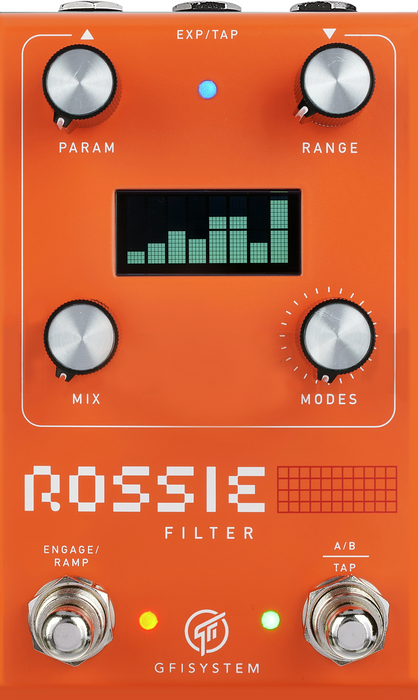 EXP/TAP
PARAM
RANGE
MIX
MODES
ROSSIE
FILTER
ENGAGE/
RAMP
A/B
TAP
GFISYSTEM